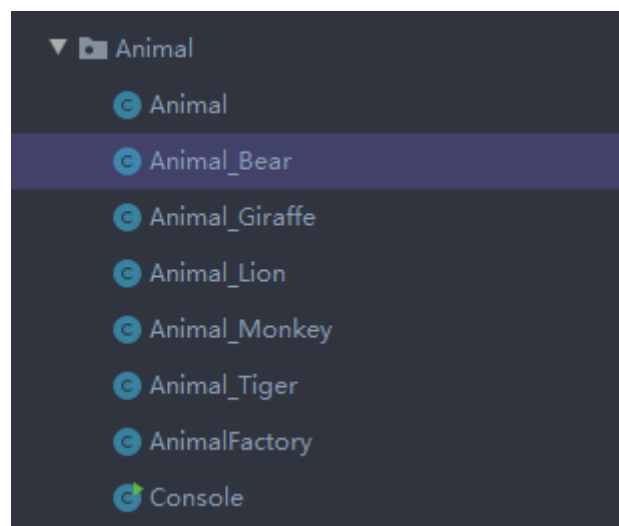 Animal
Animal
Animal_Bear
Animal_Giraffe
Animal_Lion
Animal_Monkey
Animal_Tiger
AnimalFactory
Console